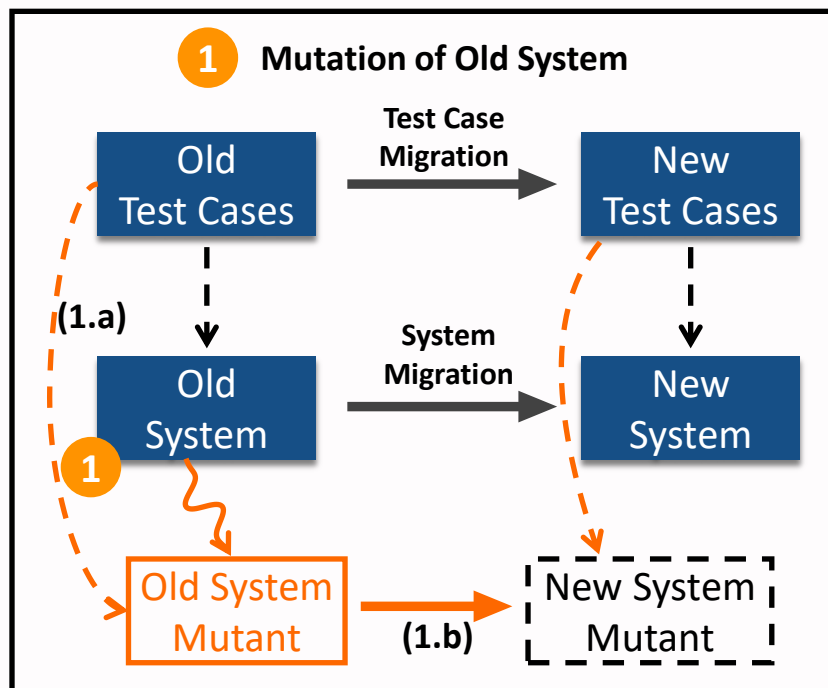 1 Mutation of Old System
Test Case
Migration
Old
Test Cases
New
Test Cases
(1.a)
System
Migration
Old
System
New
System
1
Old System
Mutant
(1.b)
New System
Mutant